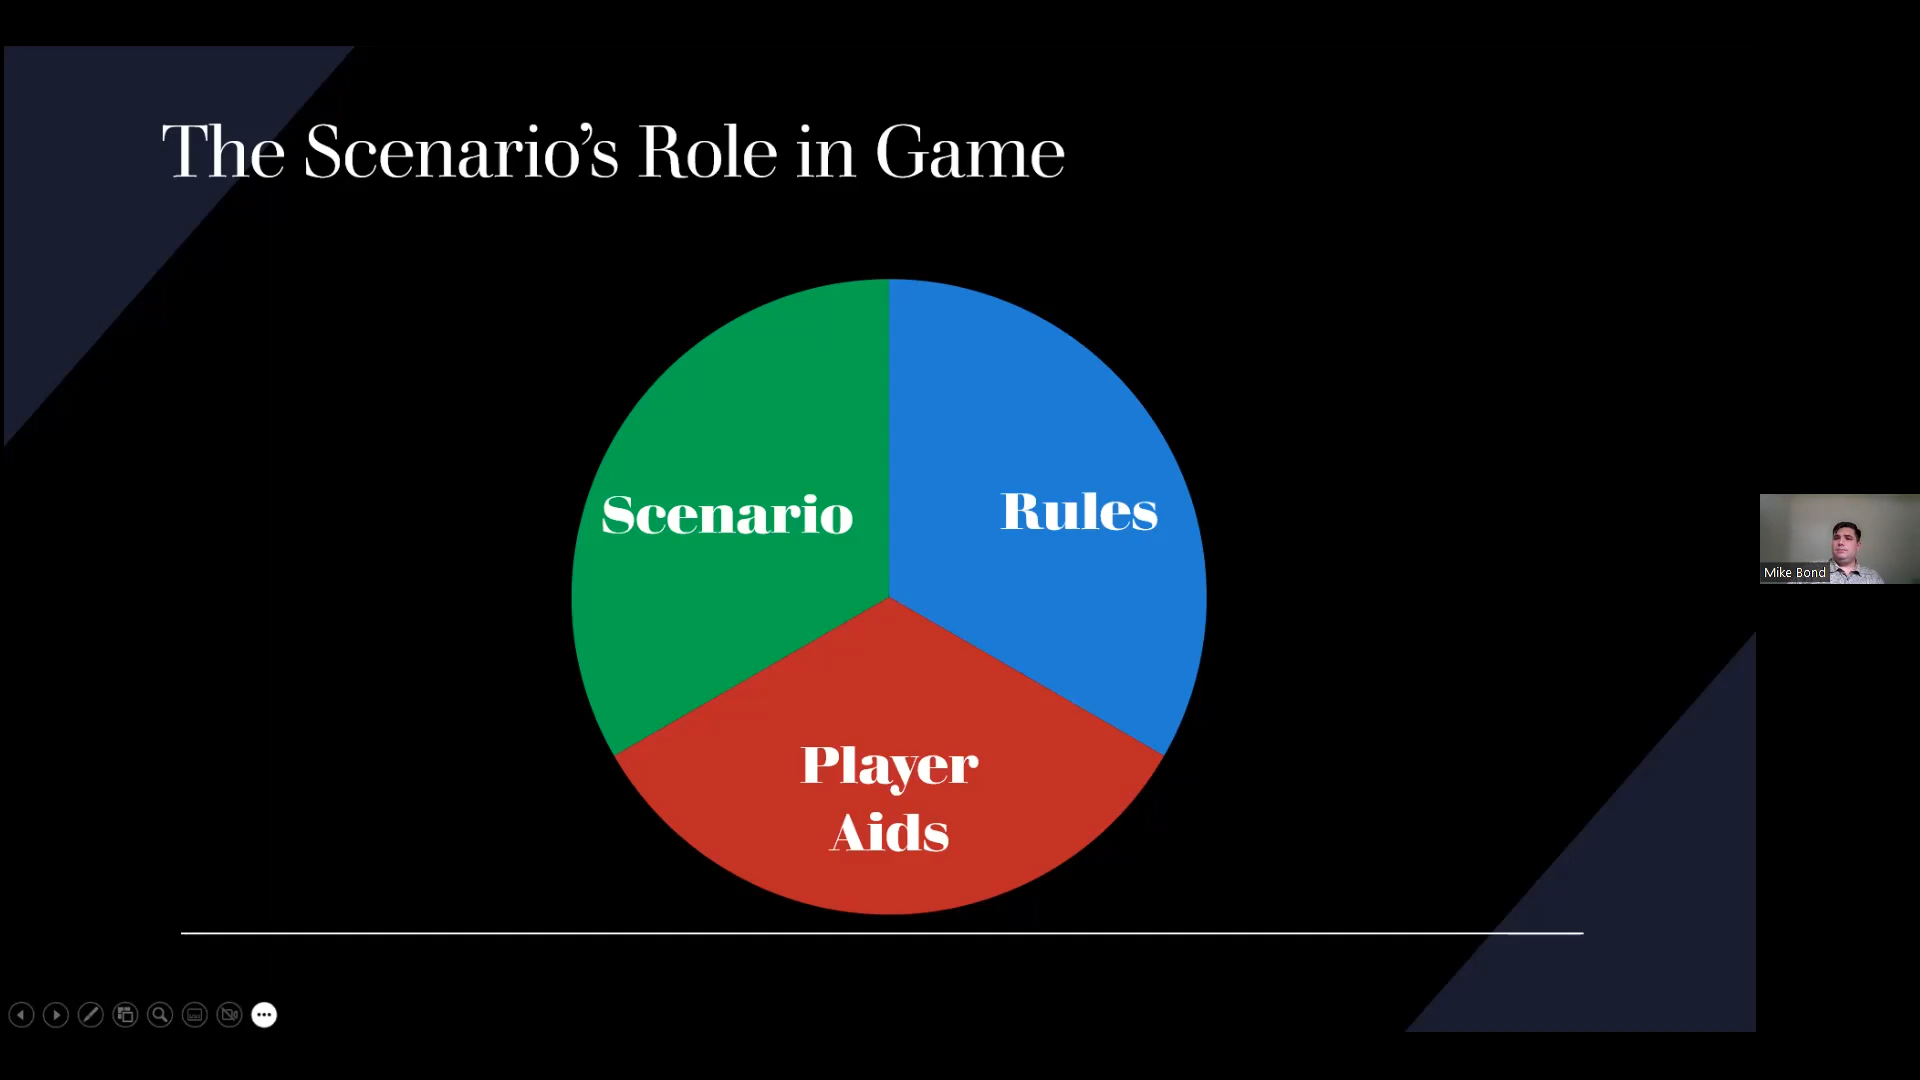 The Scenario’s Role in Game
Scenario
Rules
Player
Aids
Mike Bond